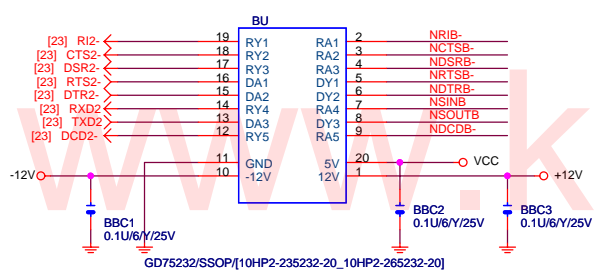 BU
[23] RI2- 19 RY1 RA1 2 NRIB-
[23] CTS2- 18 RY2 RA2 3 NCTSB-
[23] DSR2- 17 RY3 RA3 4 NDSRB-
[23] RTS2- 16 DA1 DY1 5 NRTSB-
[23] DTR2- 15 DA2 DY2 6 NDTRB-
[23] RXD2 14 RY4 RA4 7 NSINB
[23] TXD2 13 DA3 DY3 8 NSOUTB
[23] DCD2- 12 RY5 RA5 9 NDCDB-
11 GND 5V 20 VCC
-12V 10 -12V 12V 1 +12V
BBC1
0.1U/6/Y/25V
BBC2
0.1U/6/Y/25V
BBC3
0.1U/6/Y/25V
GD75232/SSOP/[10HP2-235232-20_10HP2-265232-20]
www.k